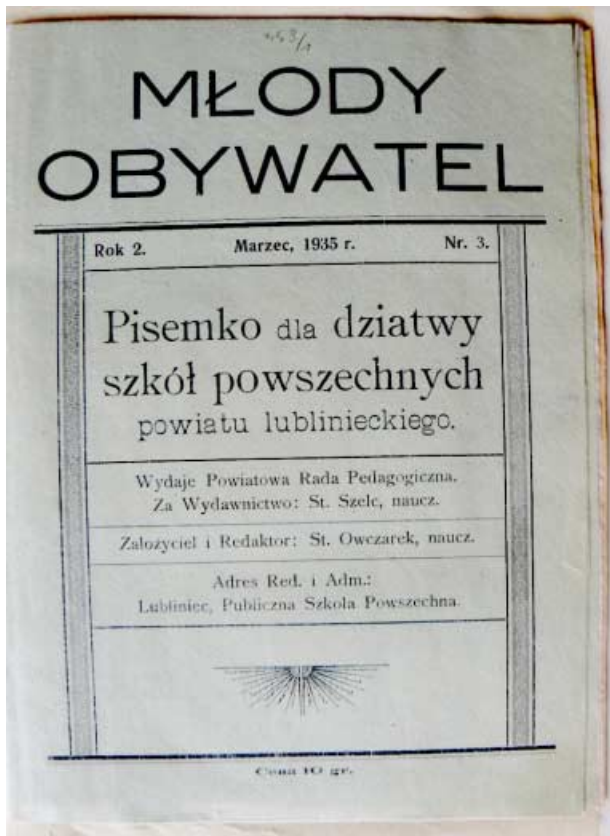 MŁODY
OBYWATEL
Rok 2. Marzec, 1935 r. Nr. 3.
Pisemko dla dziatwy
szkół powszechnych
powiatu lublinieckiego.
Wydaje Powiatowa Rada Pedagogiczna.
Za Wydawnictwo: St. Szelc, naucz.
Założyciel i Redaktor: St. Owczarek, naucz.
Adres Red. i Adm.:
Lubliniec, Publiczna Szkoła Powszechna.
Cena 10 gr.